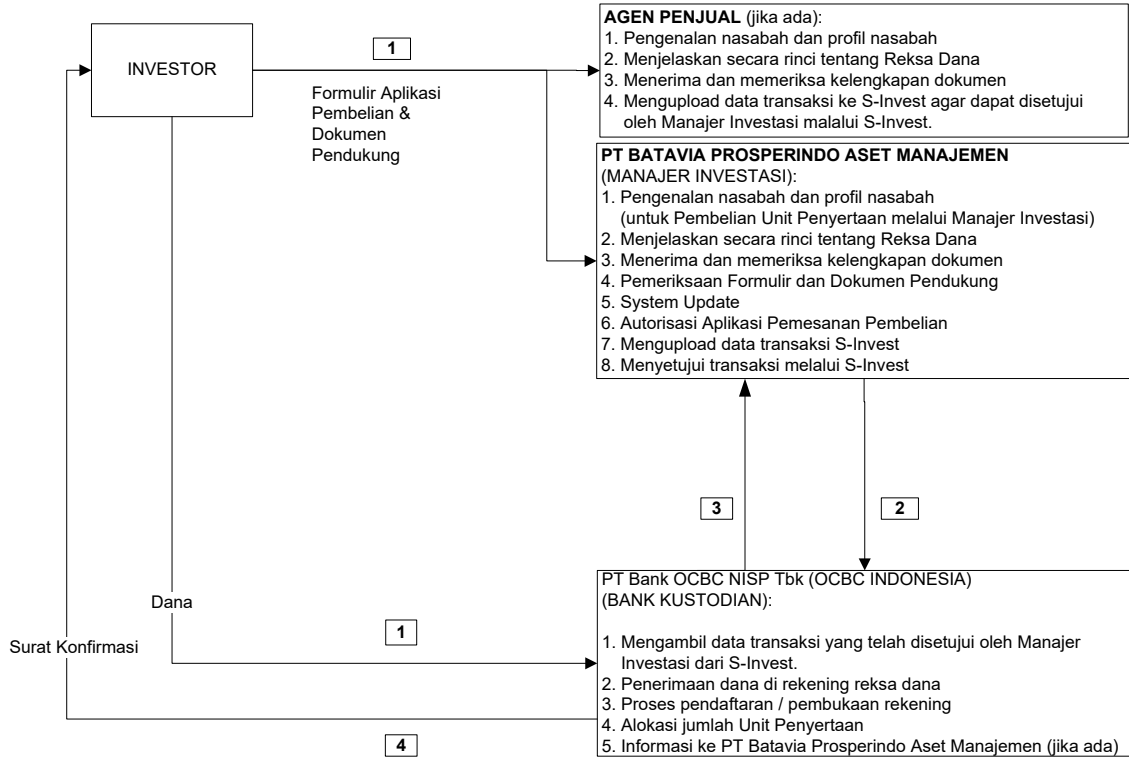 INVESTOR
1
Formulir Aplikasi
Pembelian &
Dokumen
Pendukung
AGEN PENJUAL (jika ada):
1. Pengenalan nasabah dan profil nasabah
2. Menjelaskan secara rinci tentang Reksa Dana
3. Menerima dan memeriksa kelengkapan dokumen
4. Mengupload data transaksi ke S-Invest agar dapat disetujui
oleh Manajer Investasi malalui S-Invest.
PT BATAVIA PROSPERINDO ASET MANAJEMEN
(MANAJER INVESTASI):
1. Pengenalan nasabah dan profil nasabah
(untuk Pembelian Unit Penyertaan melalui Manajer Investasi)
2. Menjelaskan secara rinci tentang Reksa Dana
3. Menerima dan memeriksa kelengkapan dokumen
4. Pemeriksaan Formulir dan Dokumen Pendukung
5. System Update
6. Autorisasi Aplikasi Pemesanan Pembelian
7. Mengupload data transaksi S-Invest
8. Menyetujui transaksi melalui S-Invest
3
2
Dana
Surat Konfirmasi
1
4
PT Bank OCBC NISP Tbk (OCBC INDONESIA)
(BANK KUSTODIAN):
1. Mengambil data transaksi yang telah disetujui oleh Manajer
Investasi dari S-Invest.
2. Penerimaan dana di rekening reksa dana
3. Proses pendaftaran / pembukaan rekening
4. Alokasi jumlah Unit Penyertaan
5. Informasi ke PT Batavia Prosperindo Aset Manajemen (jika ada)